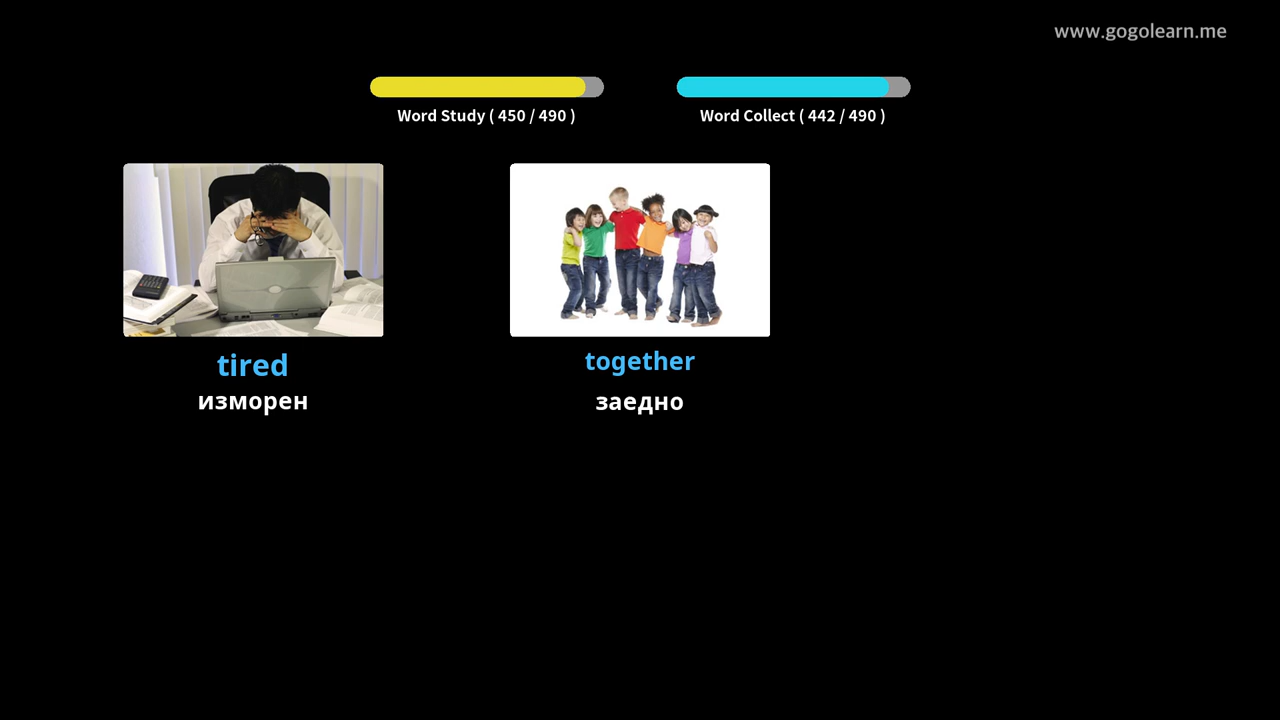 www.gogolearn.me
Word Study ( 450 / 490 )
Word Collect ( 442 / 490 )
tired
изморен
together
заедно